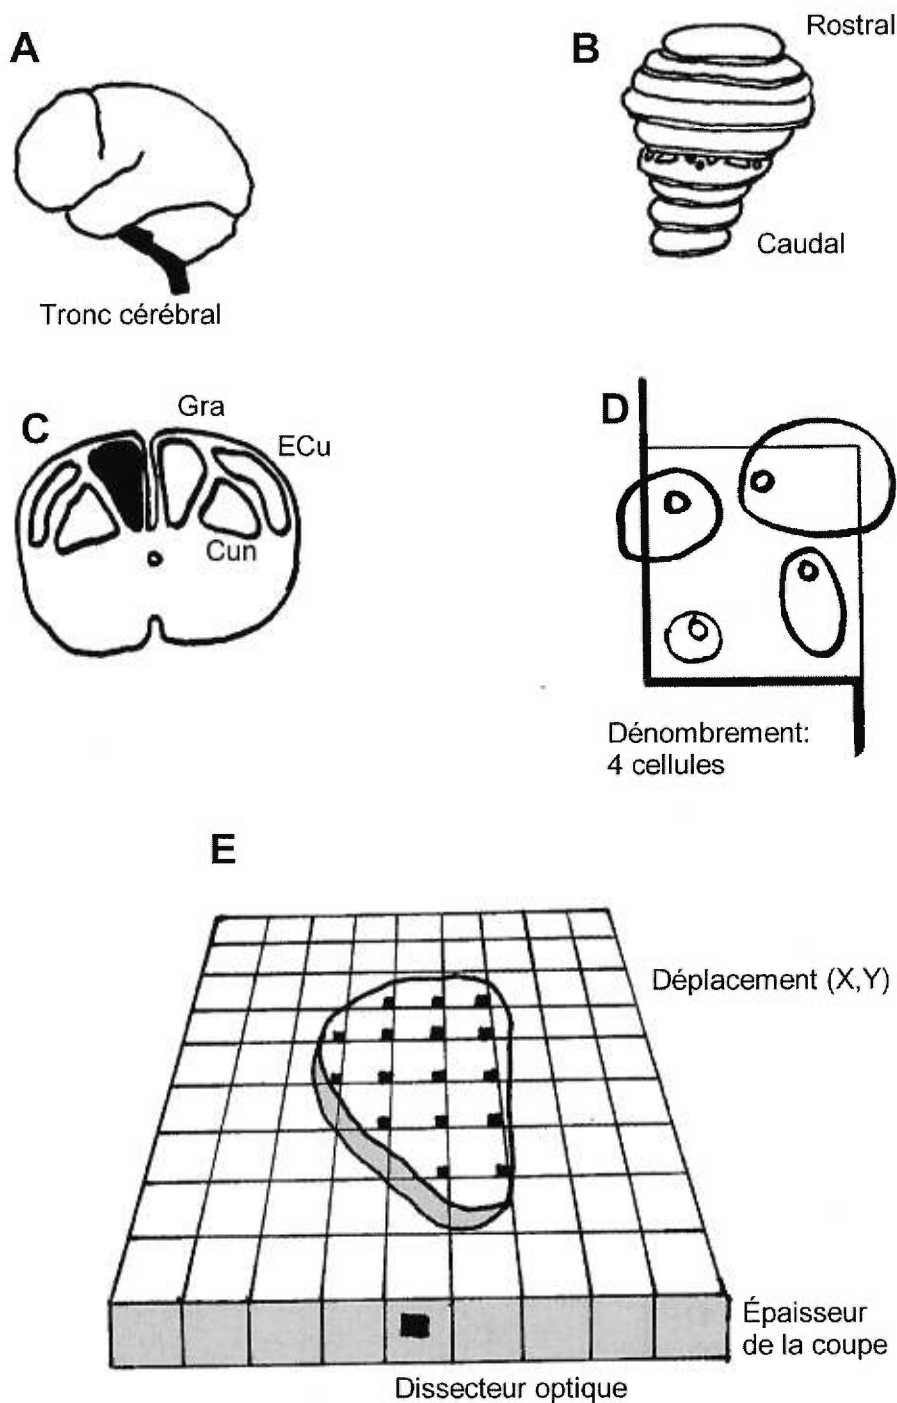 A
B
Rostral
Caudal
Tronc cérébral
C
Gra
ECu
Cun
D
Dénombrement:
4 cellules
E
Déplacement (X,Y)
Épaisseur
de la coupe
Dissecteur optique